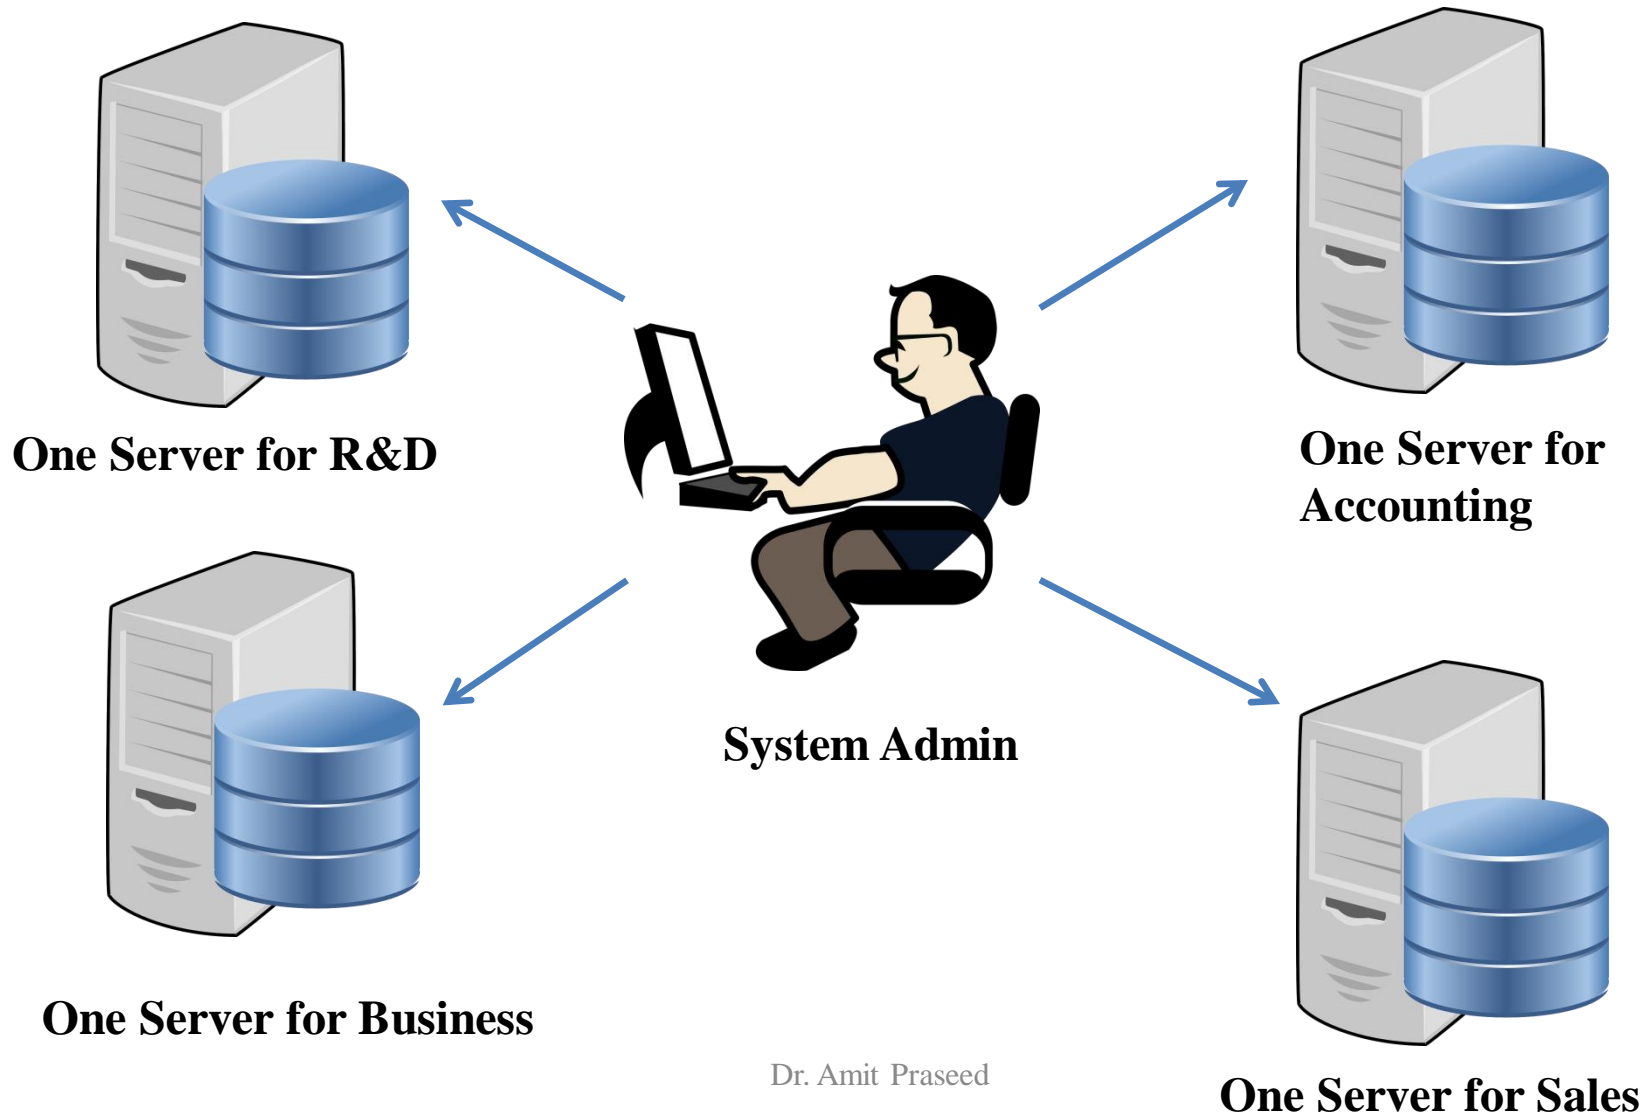 One Server for R&D
One Server for
Accounting
System Admin
One Server for Business
Dr. Amit Praseed
One Server for Sales